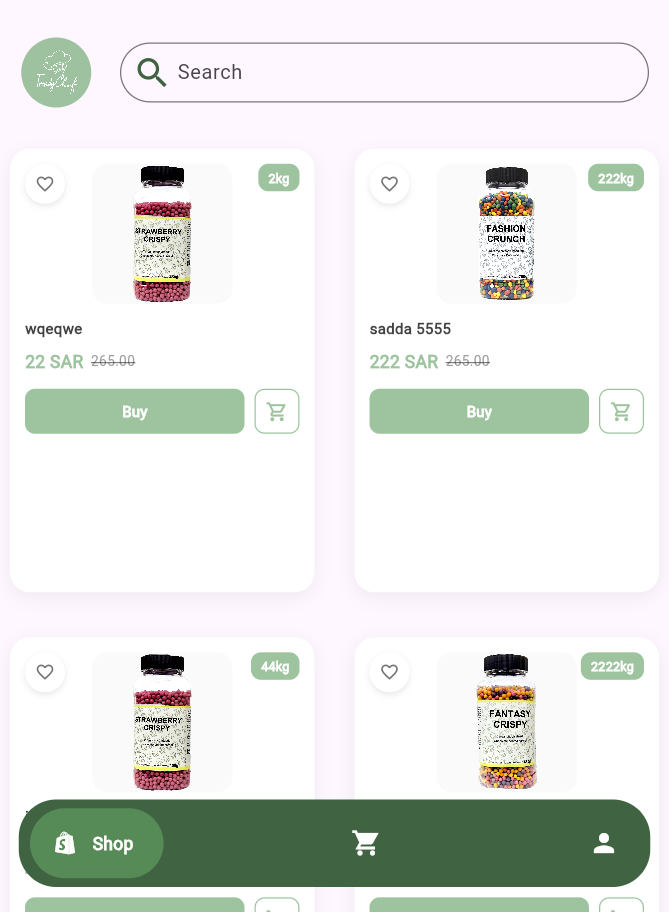 TrendyChef
Search
2kg
STRAWBERRY
CRISPY
wqeqwe
22 SAR 265.00
Buy
222kg
FASHION
CRUNCH
sadda 5555
222 SAR 265.00
Buy
44kg
STRAWBERRY
CRISPY
2222kg
FANTASY
CRISPY
Shop